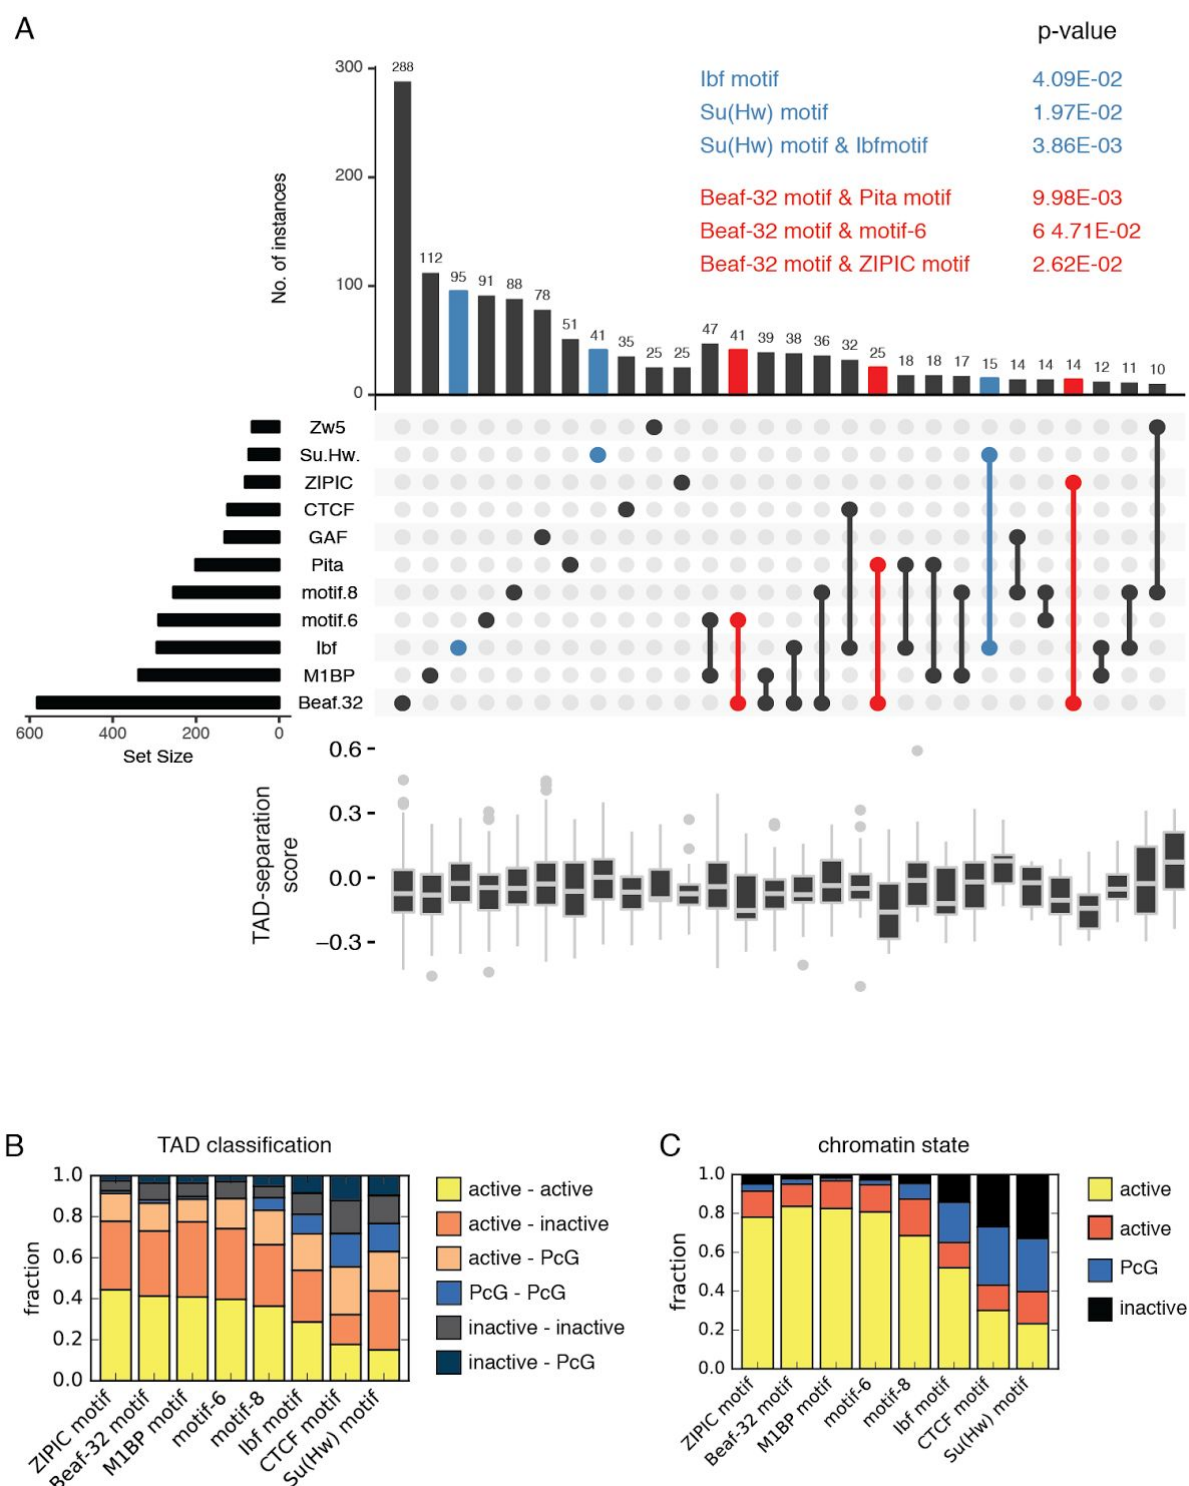 A
p-value
Ibf motif 4.09E-02
Su(Hw) motif 1.97E-02
Su(Hw) motif & Ibfmotif 3.86E-03
Beaf-32 motif & Pita motif 9.98E-03
Beaf-32 motif & motif-6 6 4.71E-02
Beaf-32 motif & ZIPIC motif 2.62E-02
No. of instances
300
200
100
0
288 112 95 91 88 78 51 41 35 25 25 47 41 39 38 36 32 25 18 18 17 15 14 14 14 12 11 10
Zw5
Su.Hw.
ZIPIC
CTCF
GAF
Pita
motif.8
motif.6
Ibf
M1BP
Beaf.32
600 400 200 0
Set Size
TAD-separation
score
0.6
0.3
0.0
−0.3
B
TAD classification
fraction
1.0
0.8
0.6
0.4
0.2
0.0
ZIPIC motif
Beaf-32 motif
M1BP motif
motif-6
motif-8
Ibf motif
CTCF motif
Su(Hw) motif
active - active
active - inactive
active - PcG
PcG - PcG
inactive - inactive
inactive - PcG
C
chromatin state
fraction
1.0
0.8
0.6
0.4
0.2
0.0
ZIPIC motif
Beaf-32 motif
M1BP motif
motif-6
motif-8
Ibf motif
CTCF motif
Su(Hw) motif
active
active
PcG
inactive